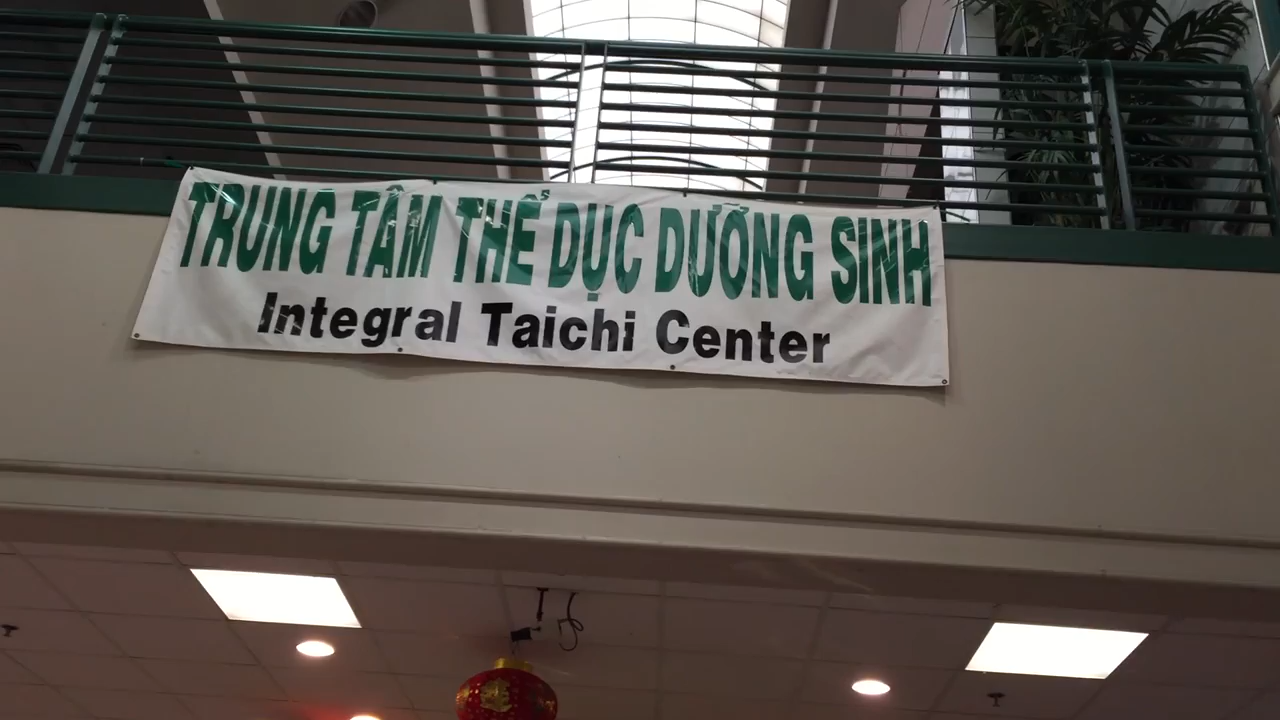 TRUNG TÂM THỂ DỤC DƯỠNG SINH
Integral Taichi Center